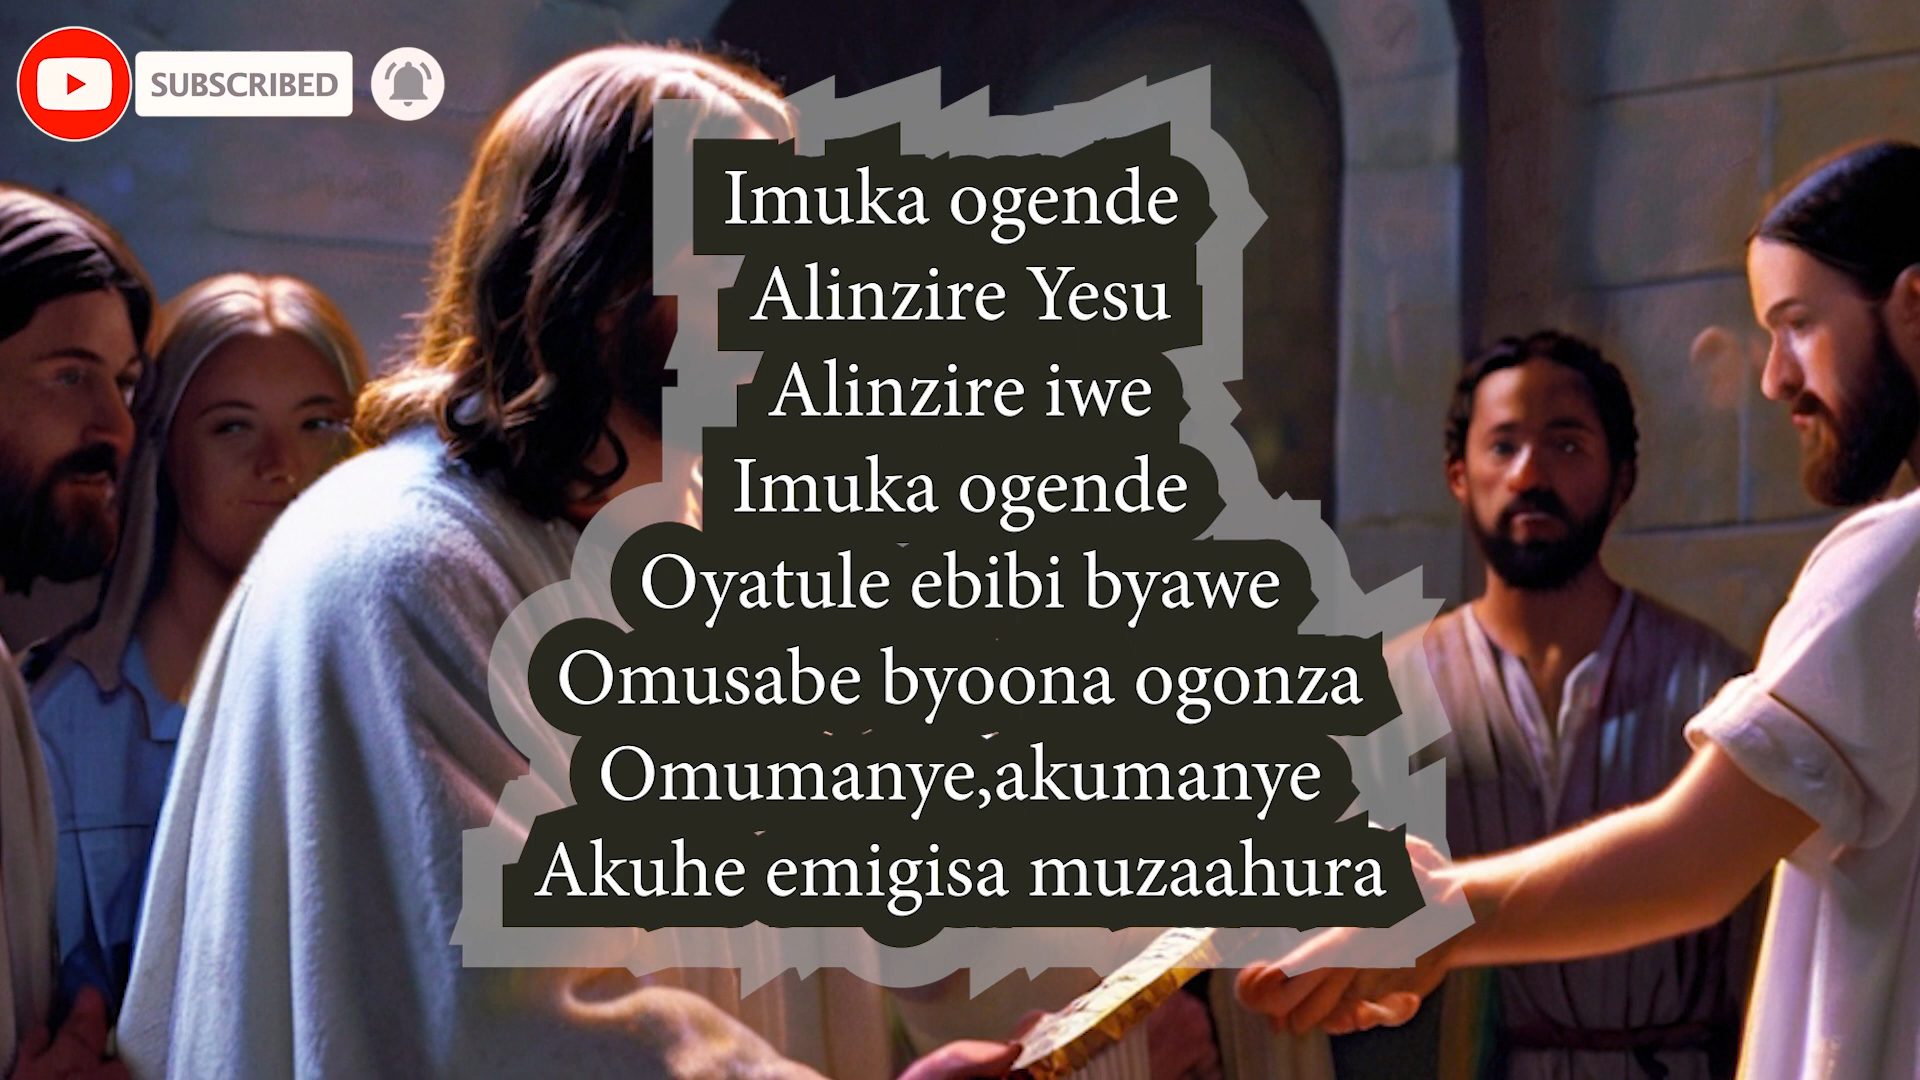 SUBSCRIBED
Imuka ogende
Alinzire Yesu
Alinzire iwe
Imuka ogende
Oyatule ebibi byawe
Omusabe byoona ogonza
Omumanye,akumanye
Akuhe emigisa muzaahura